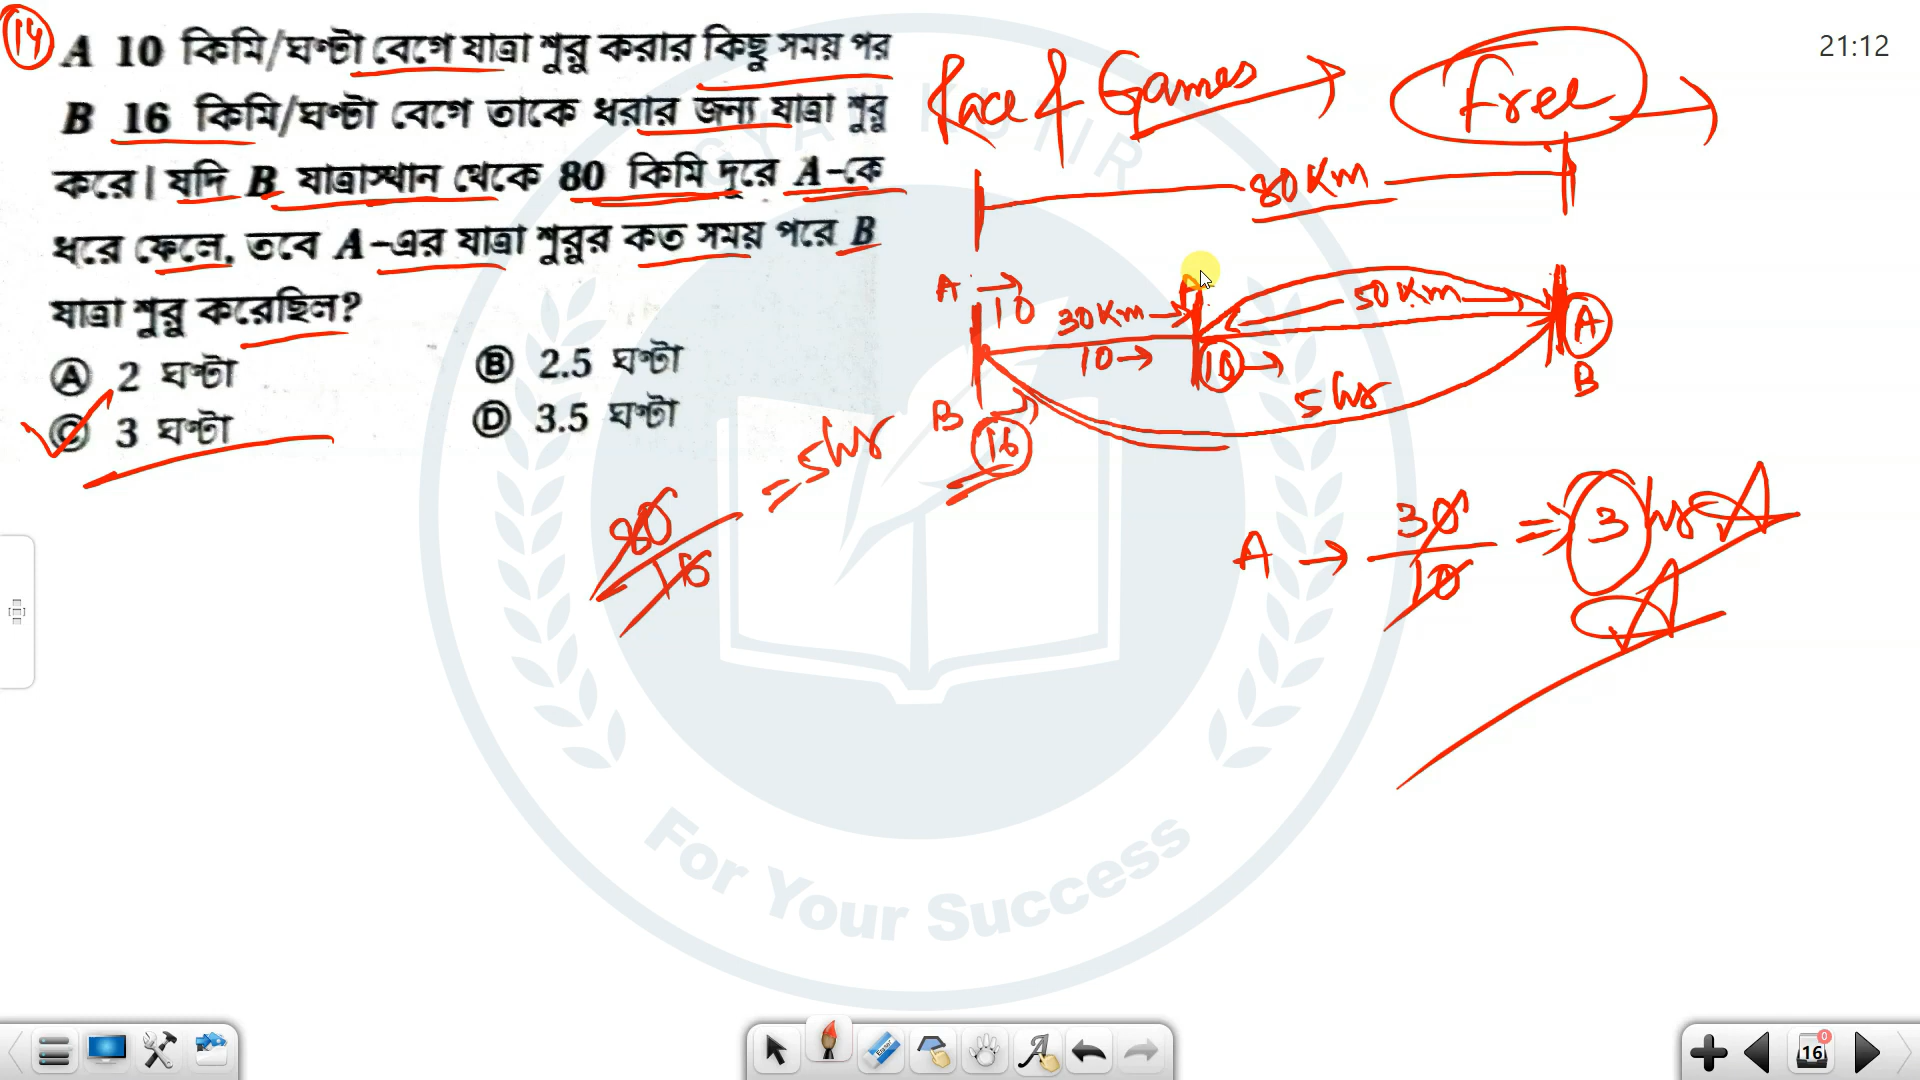 14
A 10 কিমি/ঘণ্টা বেগে যাত্রা শুরু করার কিছু সময় পর
B 16 কিমি/ঘণ্টা বেগে তাকে ধরার জন্য যাত্রা শুরু
করে। যদি B যাত্রাস্থান থেকে 80 কিমি দূরে A-কে
ধরে ফেলে, তবে A-এর যাত্রা শুরুর কত সময় পরে B
যাত্রা শুরু করেছিল?
A 2 ঘণ্টা
B 2.5 ঘণ্টা
C 3 ঘণ্টা
D 3.5 ঘণ্টা
Race & Games → Free →
21:12
80 Km
A → 10
30 Km →
A
50 Km →
A
10 →
10 →
B
5 hr
B →
16
80/16 = 5 hr
A → 30/10 ⇒ 3 hr A
A
For Your Success
16
0